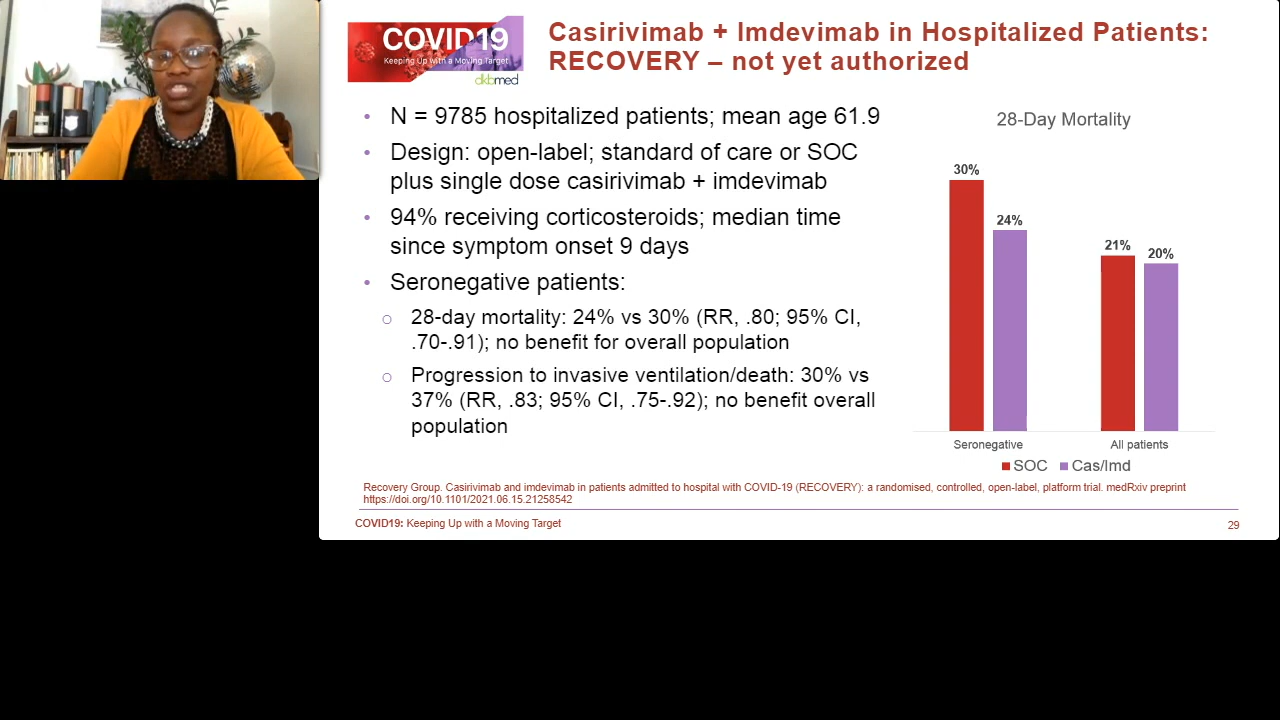 COVID19
Keeping Up with a Moving Target
dkbmed
Casirivimab + Imdevimab in Hospitalized Patients:
RECOVERY – not yet authorized
• N = 9785 hospitalized patients; mean age 61.9
• Design: open-label; standard of care or SOC
plus single dose casirivimab + imdevimab
• 94% receiving corticosteroids; median time
since symptom onset 9 days
• Seronegative patients:
○ 28-day mortality: 24% vs 30% (RR, .80; 95% CI,
.70-.91); no benefit for overall population
○ Progression to invasive ventilation/death: 30% vs
37% (RR, .83; 95% CI, .75-.92); no benefit overall
population
28-Day Mortality
30%
24%
21%
20%
Seronegative
All patients
SOC
Cas/Imd
Recovery Group. Casirivimab and imdevimab in patients admitted to hospital with COVID-19 (RECOVERY): a randomised, controlled, open-label, platform trial. medRxiv preprint
https://doi.org/10.1101/2021.06.15.21258542
COVID19: Keeping Up with a Moving Target
29